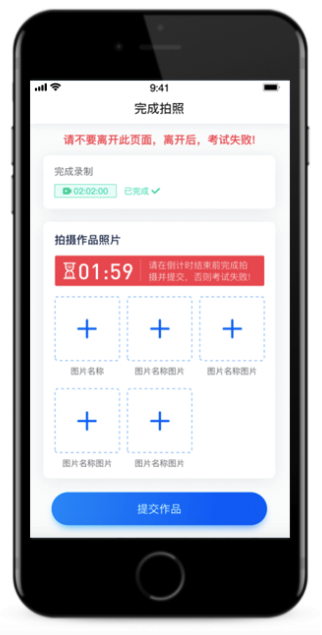 9:41
完成拍照
请不要离开此页面，离开后，考试失败!
完成录制
02:02:00 已完成
拍摄作品照片
01:59
请在倒计时结束前完成拍
摄并提交，否则考试失败!
图片名称 图片名称图片 图片名称图片
图片名称图片 图片名称图片
提交作品